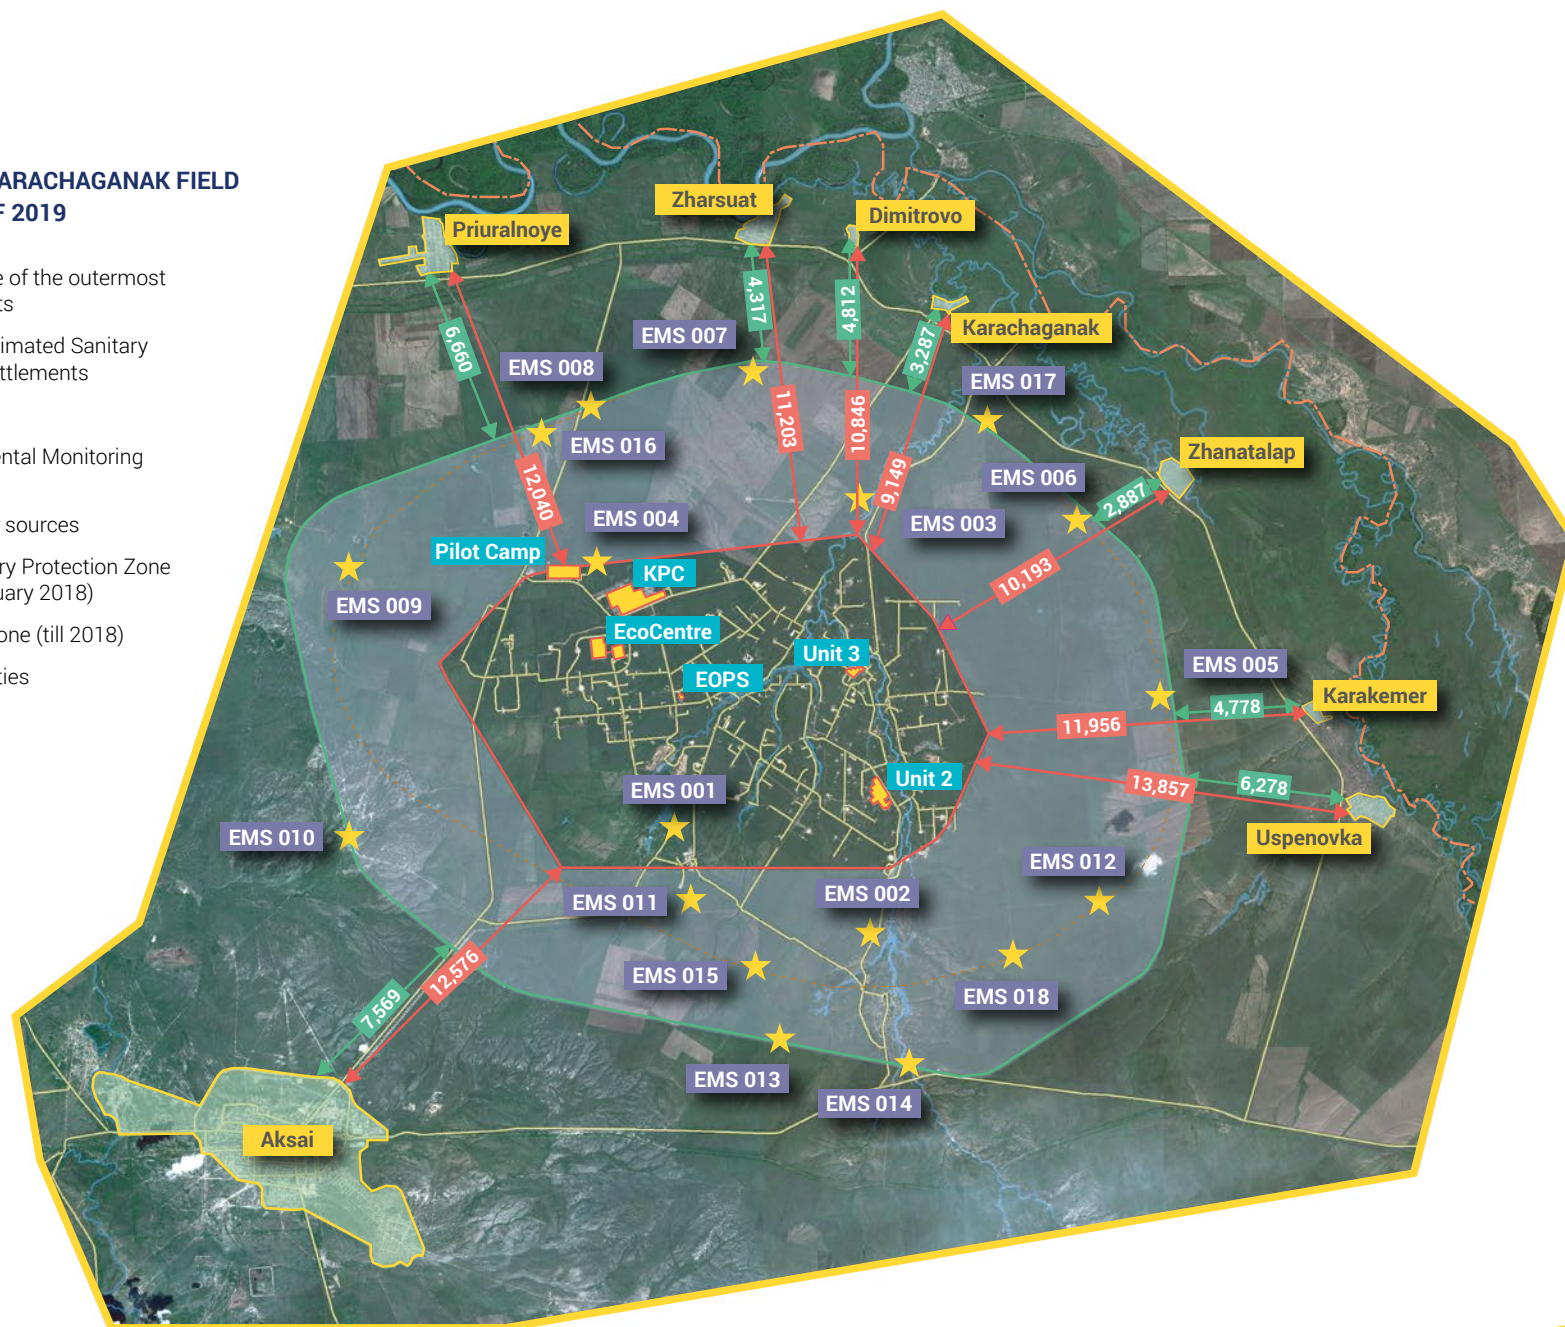 ARACHAGANAK FIELD
F 2019
e of the outermost
ts
imated Sanitary
ttlements
ental Monitoring
sources
ry Protection Zone
uary 2018)
one (till 2018)
ties
Zharsuat
Dimitrovo
Priuralnoye
4,317
4,812
Karachaganak
6,660
EMS 007
3,287
EMS 008
EMS 017
11,203
10,846
EMS 016
Zhanatalap
9,149
EMS 006
12,040
2,887
EMS 004
EMS 003
Pilot Camp
KPC
10,193
EMS 009
EcoCentre
Unit 3
EMS 005
EOPS
Karakemer
4,778
11,956
Unit 2
13,857
6,278
EMS 001
EMS 010
Uspenovka
EMS 012
EMS 002
EMS 011
12,576
EMS 015
EMS 018
7,569
EMS 013
EMS 014
Aksai